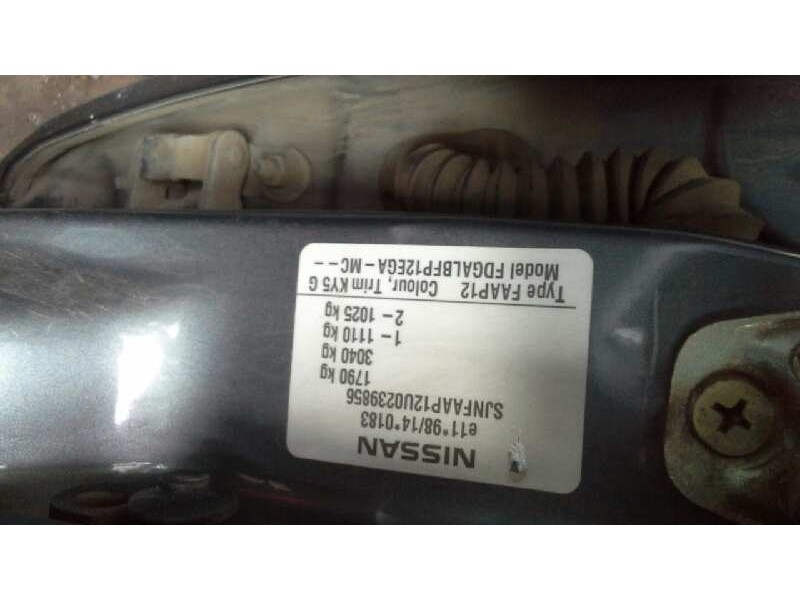 NISSAN
e11*98/14*0183
SJNFAAP12U0239856
1790 kg
3040 kg
1– 1110 kg
2– 1025 kg
Type FAAP12 Colour, Trim KY5 G
Model FDGALBFP12EGA–MC– –